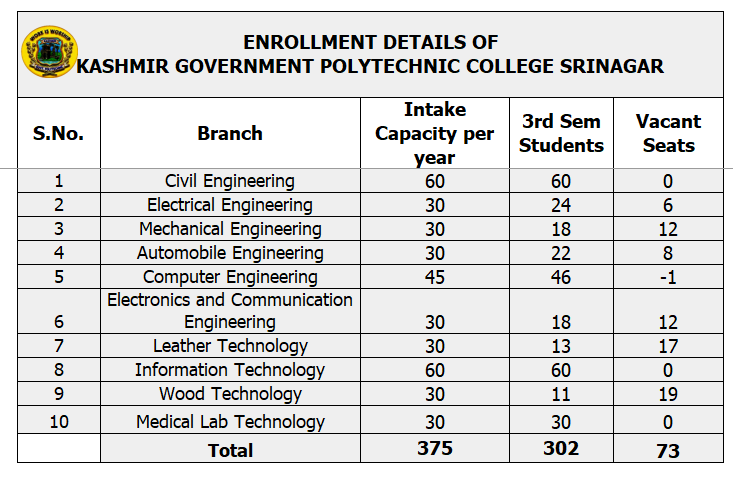 WORK IS WORSHIP
ENROLLMENT DETAILS OF
KASHMIR GOVERNMENT POLYTECHNIC COLLEGE SRINAGAR
S.No. Branch Intake Capacity per year 3rd Sem Students Vacant Seats
1 Civil Engineering 60 60 0
2 Electrical Engineering 30 24 6
3 Mechanical Engineering 30 18 12
4 Automobile Engineering 30 22 8
5 Computer Engineering 45 46 -1
6 Electronics and Communication Engineering 30 18 12
7 Leather Technology 30 13 17
8 Information Technology 60 60 0
9 Wood Technology 30 11 19
10 Medical Lab Technology 30 30 0
Total 375 302 73